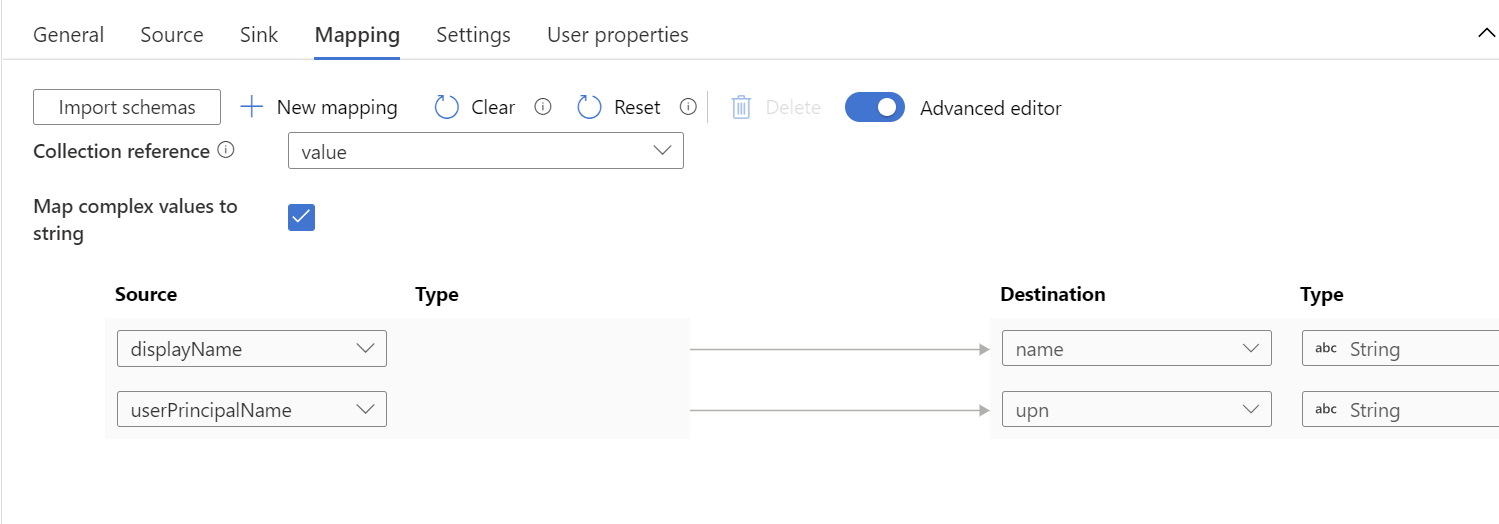 General Source Sink Mapping Settings User properties
Import schemas New mapping Clear Reset Delete Advanced editor
Collection reference value
Map complex values to
string
Source Type Destination Type
displayName name abc String
userPrincipalName upn abc String